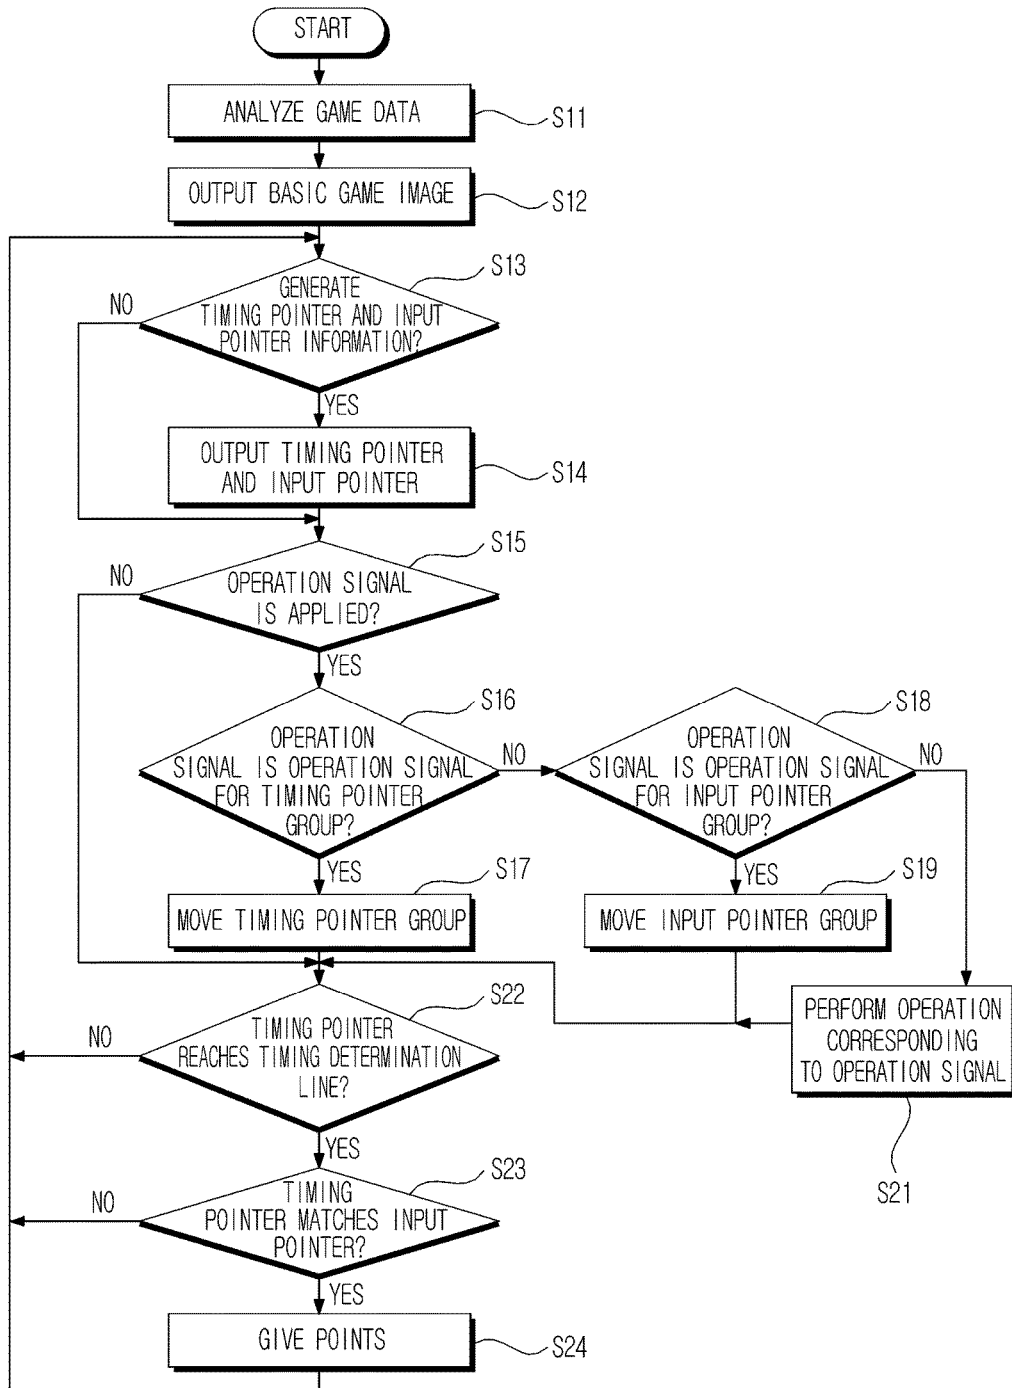 START
ANALYZE GAME DATA
S11
OUTPUT BASIC GAME IMAGE
S12
S13
GENERATE
TIMING POINTER AND INPUT
POINTER INFORMATION?
NO
YES
OUTPUT TIMING POINTER
AND INPUT POINTER
S14
S15
OPERATION SIGNAL
IS APPLIED?
NO
YES
S16
OPERATION
SIGNAL IS OPERATION SIGNAL
FOR TIMING POINTER
GROUP?
NO
YES
S18
OPERATION
SIGNAL IS OPERATION SIGNAL
FOR INPUT POINTER
GROUP?
NO
YES
S17
MOVE TIMING POINTER GROUP
S19
MOVE INPUT POINTER GROUP
PERFORM OPERATION
CORRESPONDING
TO OPERATION SIGNAL
S21
S22
TIMING POINTER
REACHES TIMING DETERMINATION
LINE?
NO
YES
S23
TIMING
POINTER MATCHES INPUT
POINTER?
NO
YES
GIVE POINTS
S24